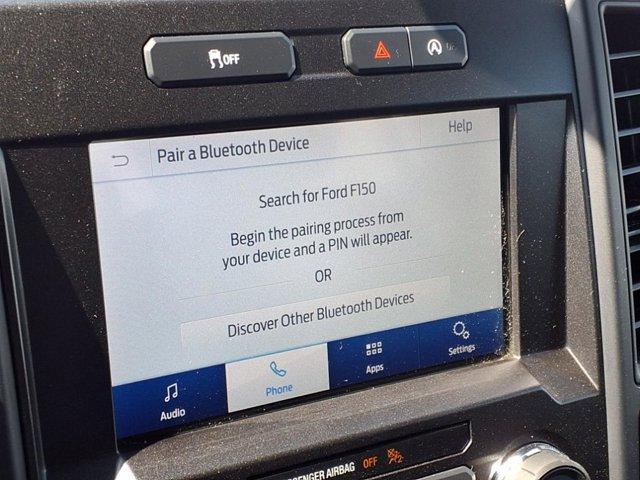 OFF
Pair a Bluetooth Device
Help
Search for Ford F150
Begin the pairing process from
your device and a PIN will appear.
OR
Discover Other Bluetooth Devices
Audio
Phone
Apps
Settings
AIRBAG OFF